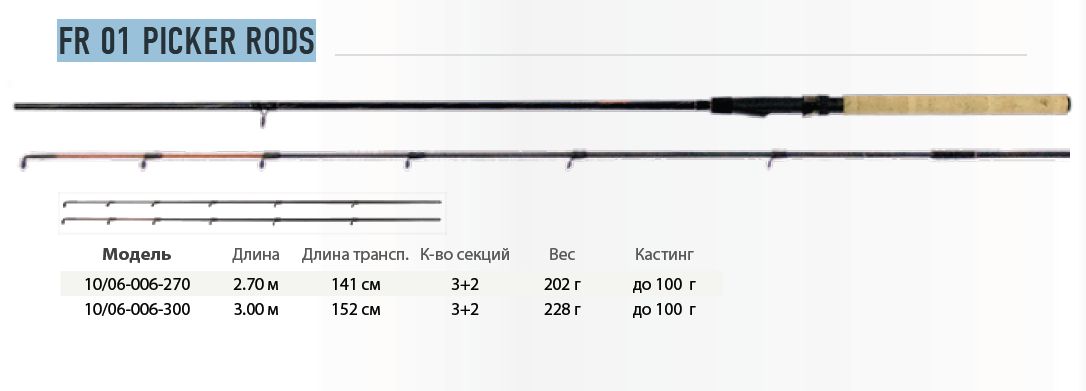 FR 01 PICKER RODS
Модель Длина Длина трансп. К-во секций Вес Кастинг
10/06-006-270 2.70 м 141 см 3+2 202 г до 100 г
10/06-006-300 3.00 м 152 см 3+2 228 г до 100 г